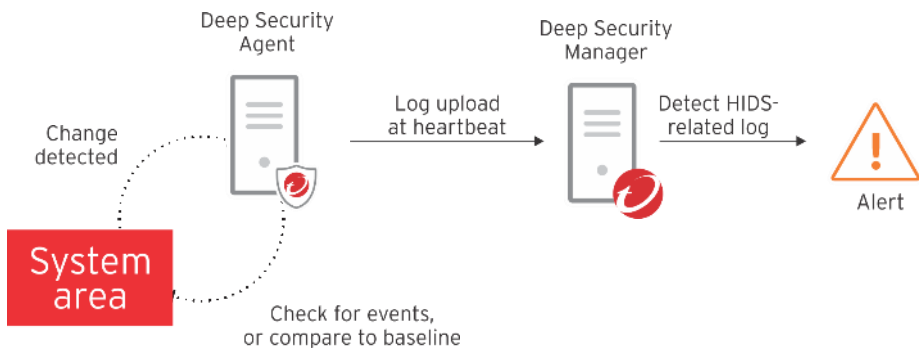 Deep Security
Agent
Deep Security
Manager
Change
detected
Log upload
at heartbeat
Detect HIDS-
related log
Alert
System
area
Check for events,
or compare to baseline